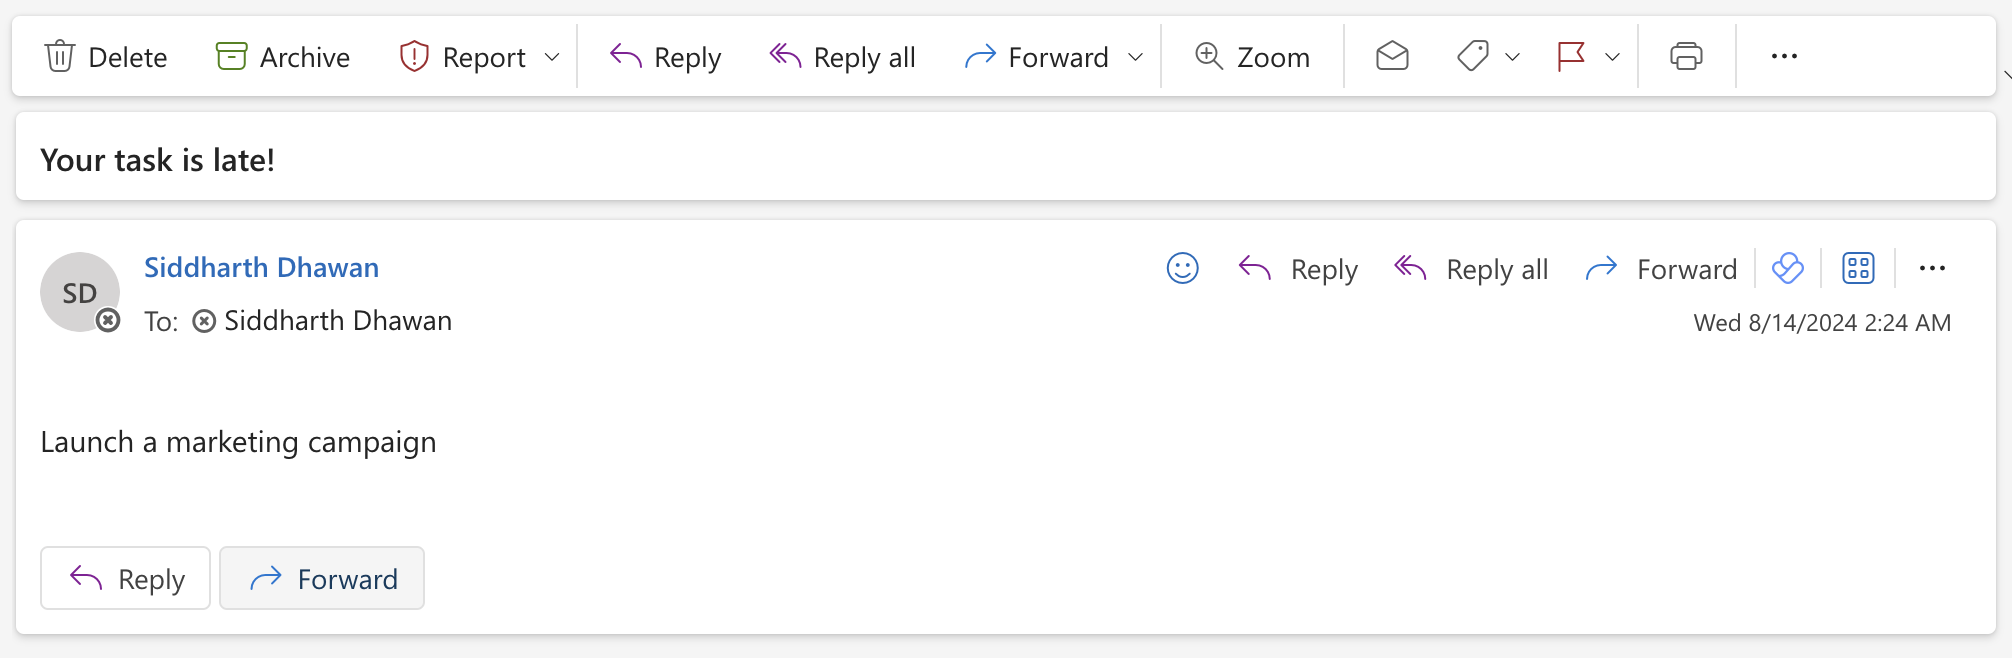 Delete Archive Report Reply Reply all Forward Zoom
Your task is late!
SD
Siddharth Dhawan
Reply Reply all Forward
To: Siddharth Dhawan
Wed 8/14/2024 2:24 AM
Launch a marketing campaign
Reply Forward